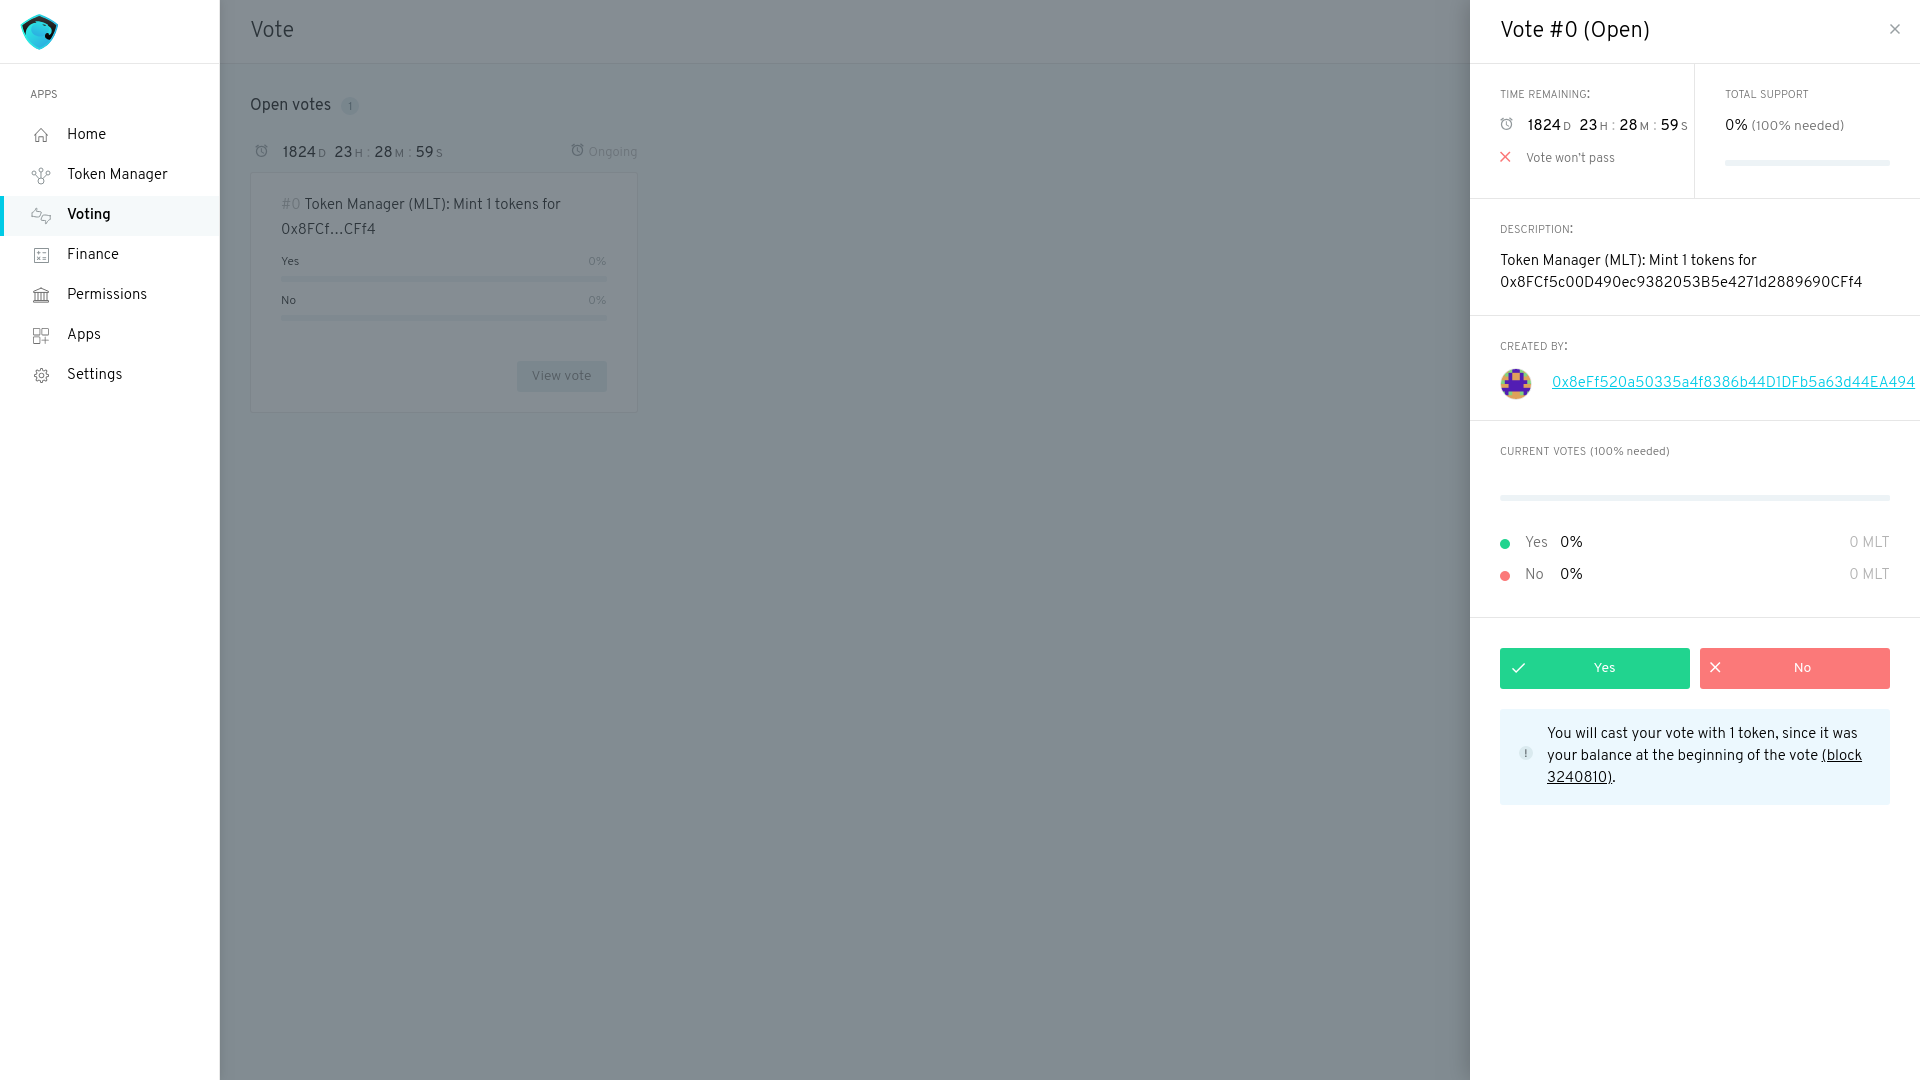 APPS
Home
Token Manager
Voting
Finance
Permissions
Apps
Settings
Vote
Open votes 1
1824 D 23 H : 28 M : 59 S
Ongoing
#0 Token Manager (MLT): Mint 1 tokens for
0x8FCf…CFf4
Yes 0%
No 0%
View vote
Vote #0 (Open)
TIME REMAINING:
1824 D 23 H : 28 M : 59 S
Vote won't pass
TOTAL SUPPORT
0% (100% needed)
DESCRIPTION:
Token Manager (MLT): Mint 1 tokens for
0x8FCf5c00D490ec9382053B5e4271d2889690CFf4
CREATED BY:
0x8eFf520a50335a4f8386b44D1DFb5a63d44EA494
CURRENT VOTES (100% needed)
Yes 0% 0 MLT
No 0% 0 MLT
Yes
No
You will cast your vote with 1 token, since it was
your balance at the beginning of the vote (block
3240810).